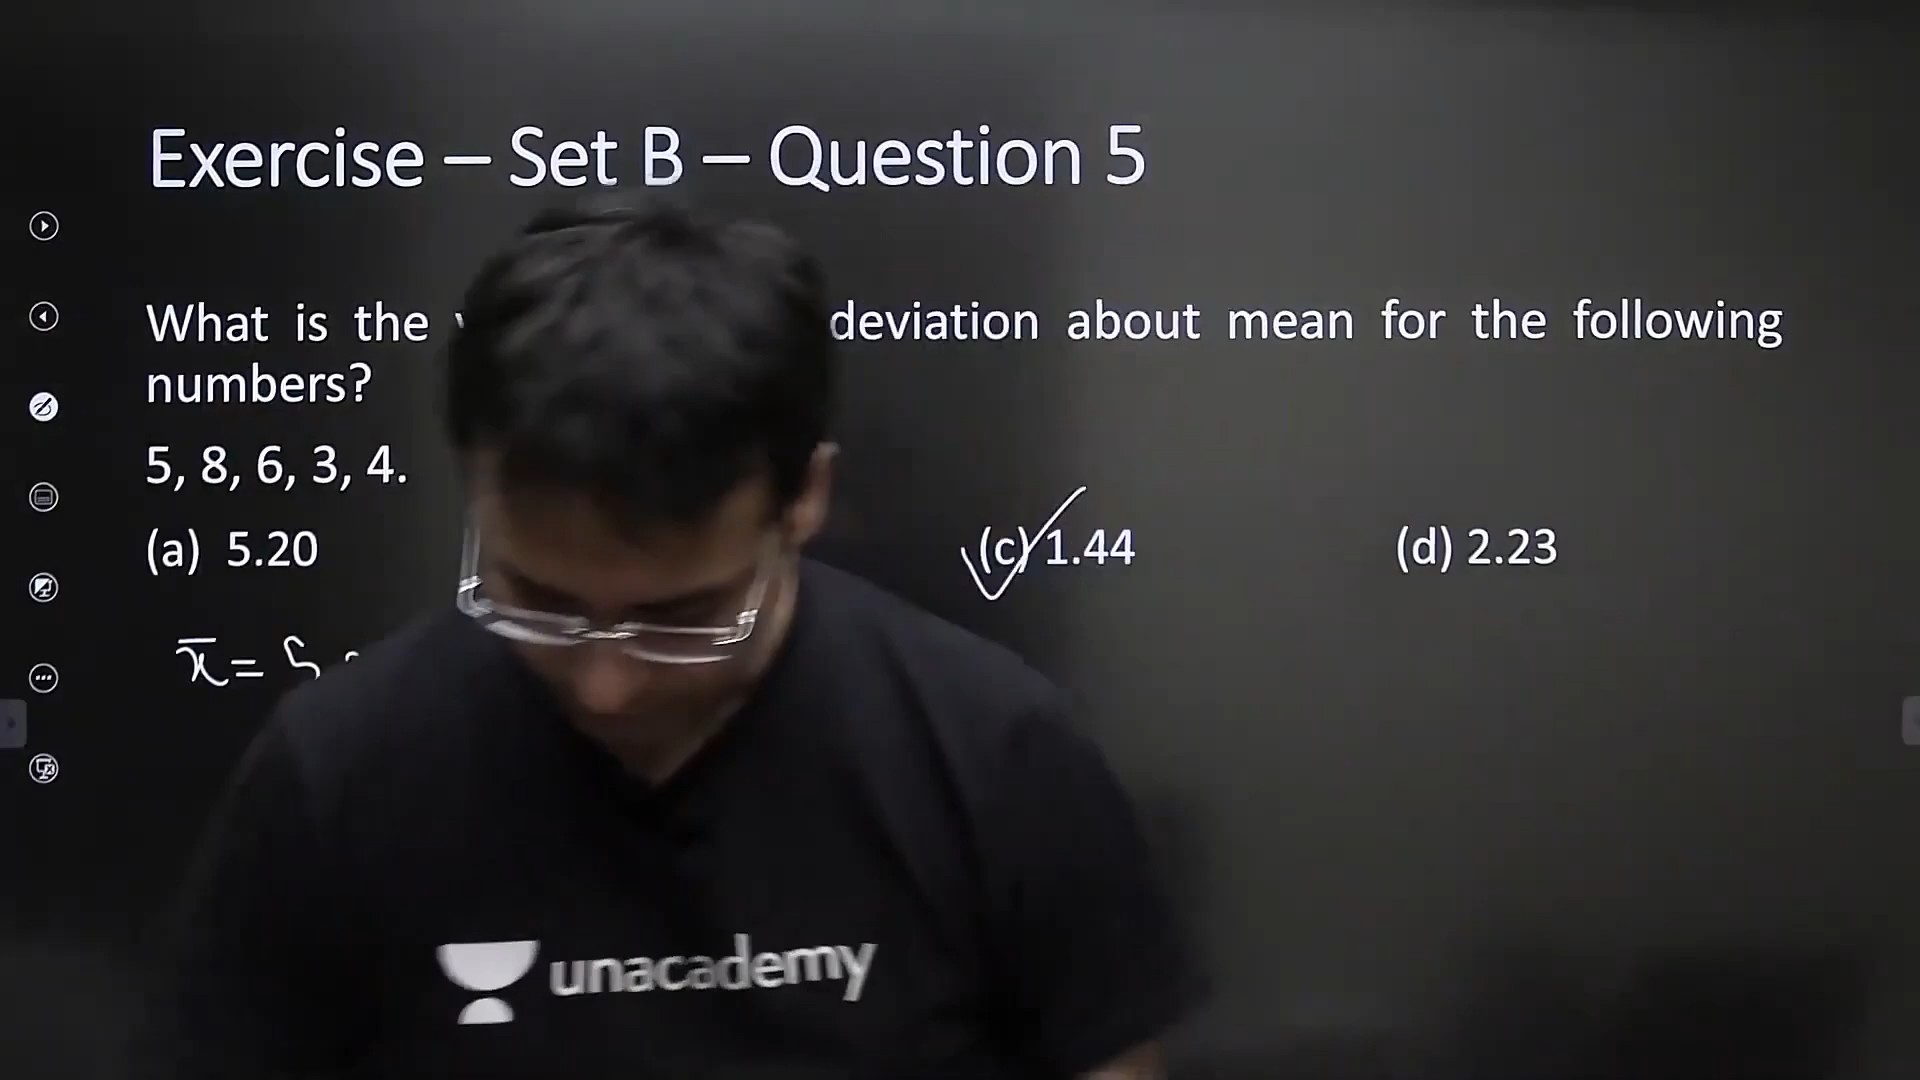 Exercise – Set B – Question 5
What is the deviation about mean for the following
numbers?
5, 8, 6, 3, 4.
(a) 5.20 (c) 1.44 (d) 2.23
x̄ = 5
unacademy